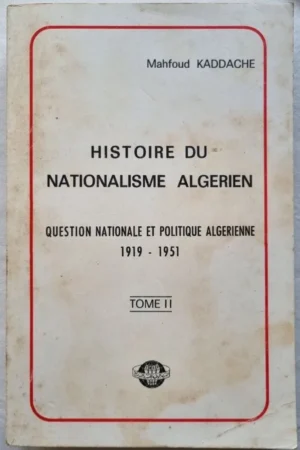 Mahfoud KADDACHE
HISTOIRE DU
NATIONALISME ALGERIEN
QUESTION NATIONALE ET POLITIQUE ALGERIENNE
1919 - 1951
TOME II